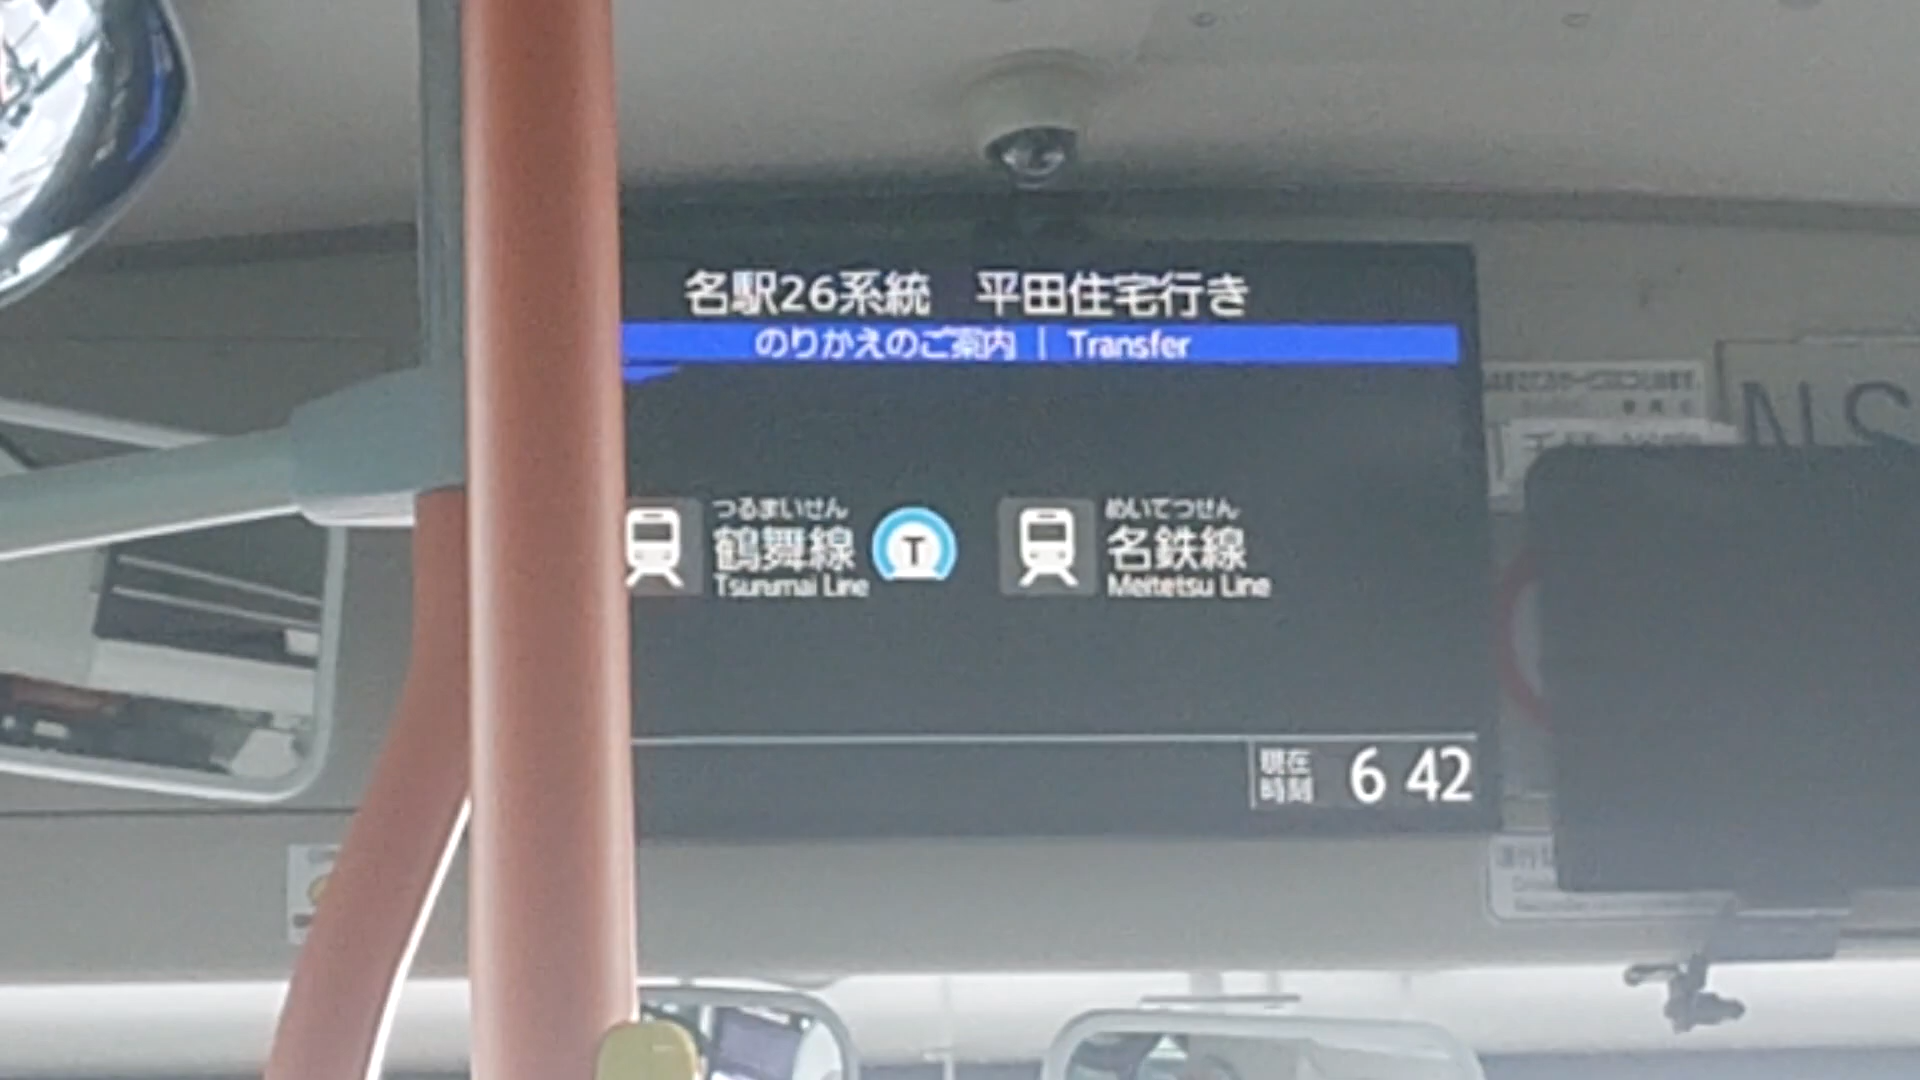 名駅26系統　平田住宅行き
のりかえのご案内 | Transfer
つるまいせん
鶴舞線
Tsurumai Line
T
めいてつせん
名鉄線
Meitetsu Line
現在
時刻
6 42
NS